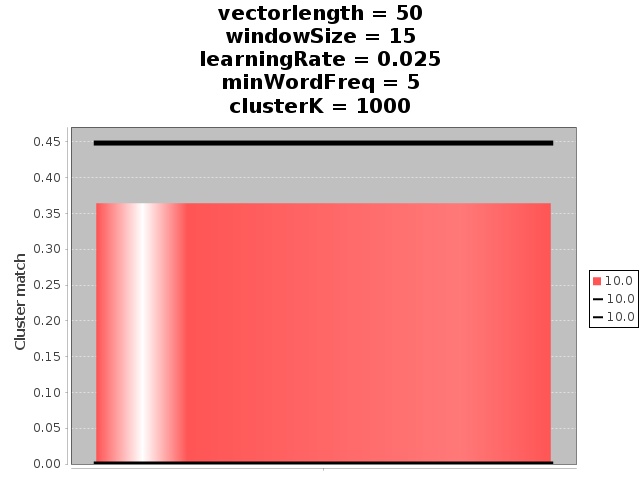 vectorlength = 50
windowSize = 15
learningRate = 0.025
minWordFreq = 5
clusterK = 1000
0.45
0.40
0.35
0.30
0.25
0.20
0.15
0.10
0.05
0.00
Cluster match
10.0
10.0
10.0